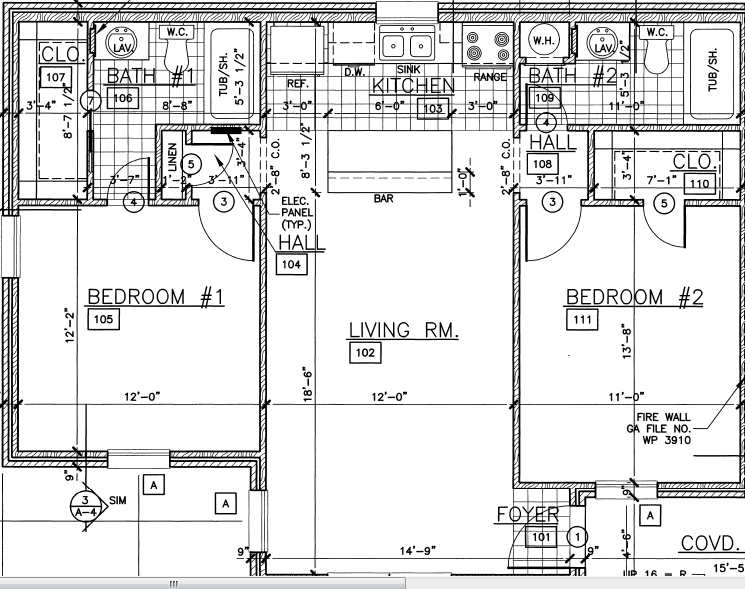 LAV.
W.C.
TUB/SH.
5'-3 1/2"
CLO.
107
BATH #1
106
7
3'-4"
8'-8"
8'-7 1/2"
REF.
D.W.
SINK
RANGE
KITCHEN
103
3'-0"
6'-0"
3'-0"
W.H.
LAV.
W.C.
TUB/SH.
BATH #2
109
5'-3 1/2"
11'-0"
4
LINEN
5
3'-4"
3'-7"
1'-3"
3'-11"
4
3
2'-8" C.O.
8'-3 1/2"
BAR
1'-0"
2'-8" C.O.
HALL
108
3'-11"
3
3'-4"
CLO.
7'-1"
110
5
ELEC.
PANEL
(TYP.)
HALL
104
BEDROOM #1
105
12'-2"
LIVING RM.
102
BEDROOM #2
111
13'-8"
18'-6"
12'-0"
12'-0"
11'-0"
FIRE WALL
GA FILE NO.
WP 3910
9"
3
A-4
SIM
A
A
9"
A
FOYER
101
1
9"
14'-9"
9"
4'-6"
COVD.
15'-5
UP 16 = R